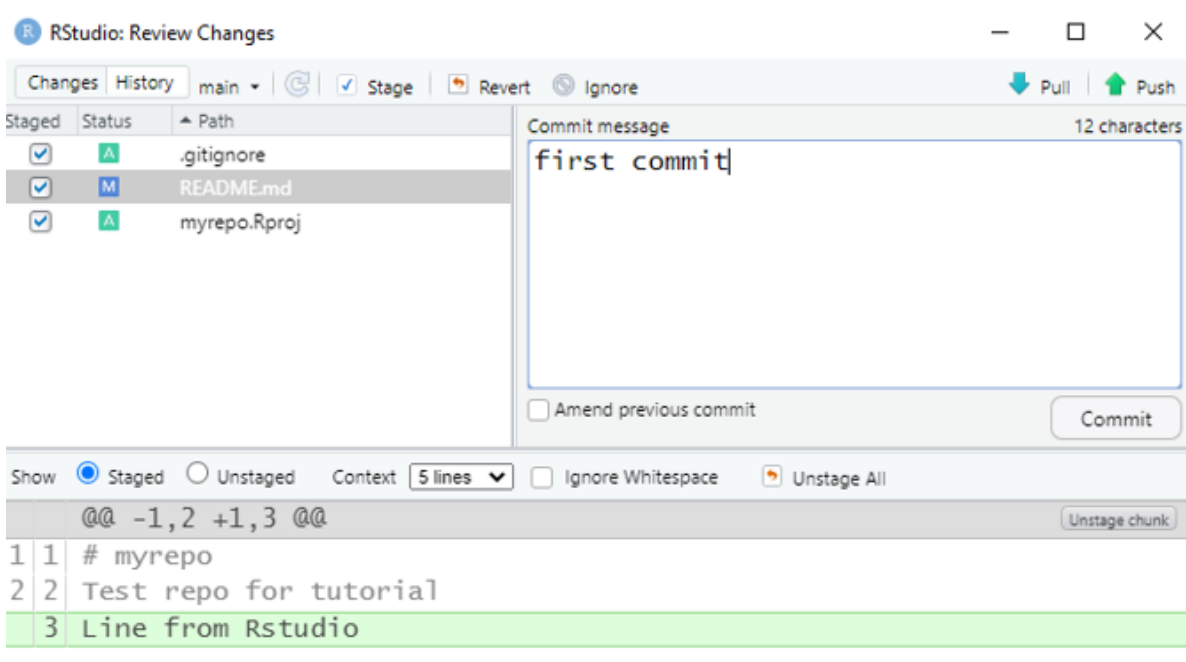 R RStudio: Review Changes
Changes History main Stage Revert Ignore Pull Push
Staged Status Path
Commit message 12 characters
A .gitignore
M README.md
A myrepo.Rproj
first commit
Amend previous commit
Commit
Show Staged Unstaged Context 5 lines Ignore Whitespace Unstage All
@@ -1,2 +1,3 @@ Unstage chunk
1 1 # myrepo
2 2 Test repo for tutorial
3 Line from Rstudio